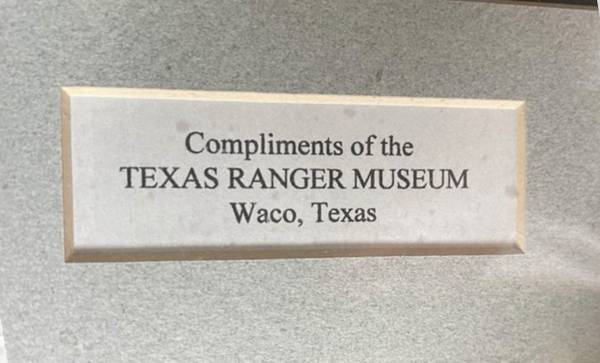 Compliments of the
TEXAS RANGER MUSEUM
Waco, Texas